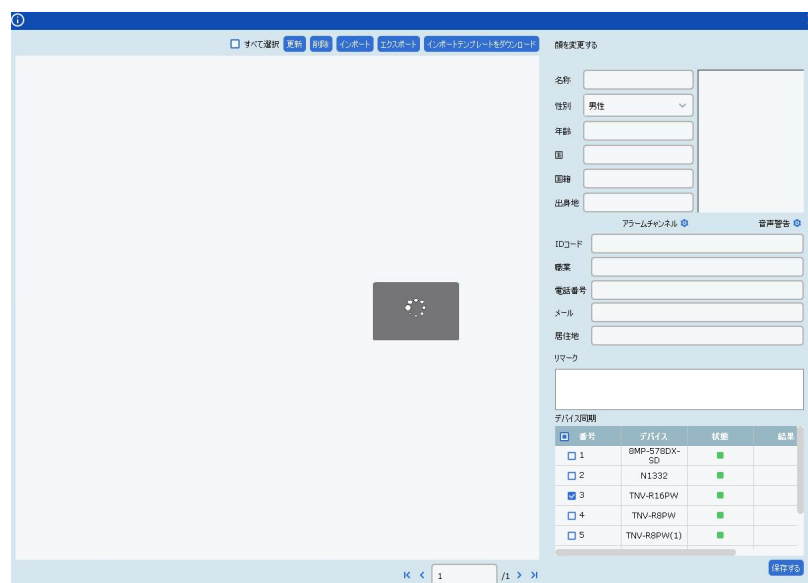 すべて選択 更新 削除 インポート エクスポート インポートテンプレートをダウンロード
顔を変更する
名称
性別 男性
年齢
国
国籍
出身地
アラームチャンネル 音声警告
IDコード
職業
電話番号
メール
居住地
リマーク
デバイス同期
番号 デバイス 状態 結果
1 8MP-578DX-SD
2 N1332
3 TNV-R16PW
4 TNV-R8PW
5 TNV-R8PW(1)
1 /1
保存する